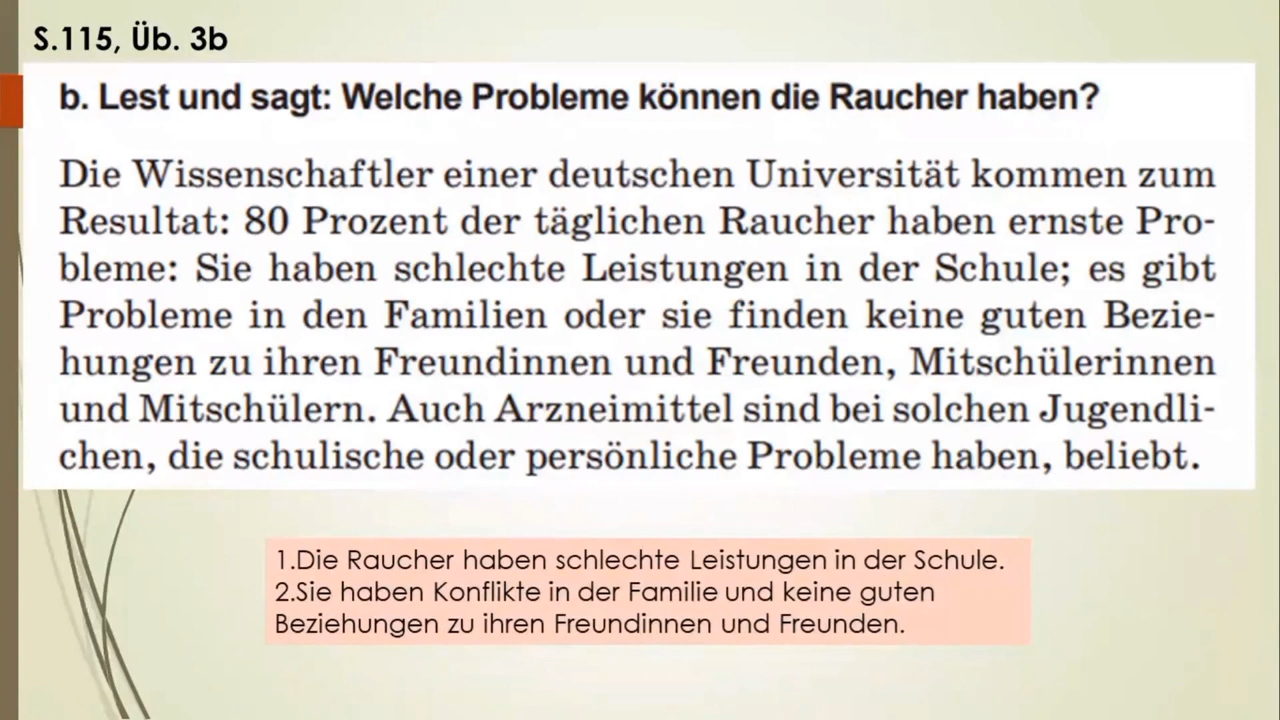 S.115, Üb. 3b
b. Lest und sagt: Welche Probleme können die Raucher haben?
Die Wissenschaftler einer deutschen Universität kommen zum
Resultat: 80 Prozent der täglichen Raucher haben ernste Pro-
bleme: Sie haben schlechte Leistungen in der Schule; es gibt
Probleme in den Familien oder sie finden keine guten Bezie-
hungen zu ihren Freundinnen und Freunden, Mitschülerinnen
und Mitschülern. Auch Arzneimittel sind bei solchen Jugendli-
chen, die schulische oder persönliche Probleme haben, beliebt.
1.Die Raucher haben schlechte Leistungen in der Schule.
2.Sie haben Konflikte in der Familie und keine guten
Beziehungen zu ihren Freundinnen und Freunden.